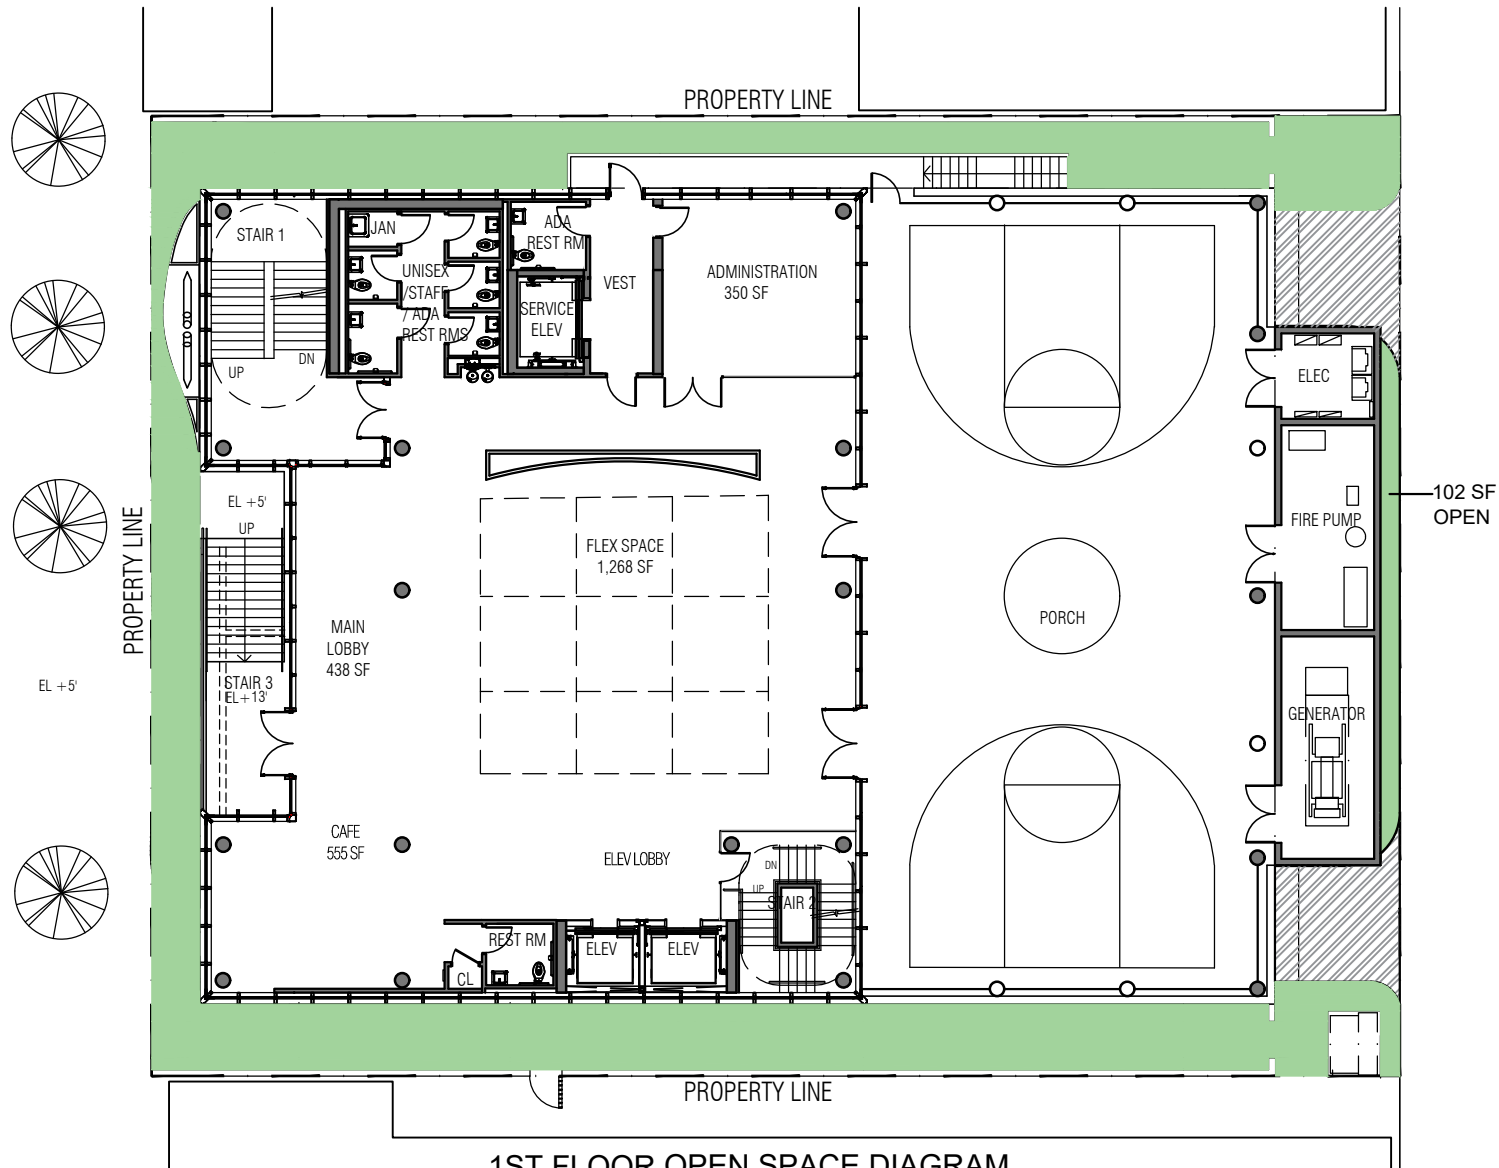 PROPERTY LINE
STAIR 1
JAN
ADA
REST RM
UNISEX
/STAFF
/ ADA
REST RMS
VEST
ADMINISTRATION
350 SF
SERVICE
ELEV
DN
UP
ELEC
EL +5'
UP
102 SF
OPEN
FIRE PUMP
FLEX SPACE
1,268 SF
PROPERTY LINE
MAIN
LOBBY
438 SF
PORCH
EL +5'
STAIR 3
EL+13'
GENERATOR
CAFE
555 SF
ELEV LOBBY
DN
UP
STAIR 2
REST RM
ELEV
ELEV
CL
PROPERTY LINE
1ST FLOOR OPEN SPACE DIAGRAM